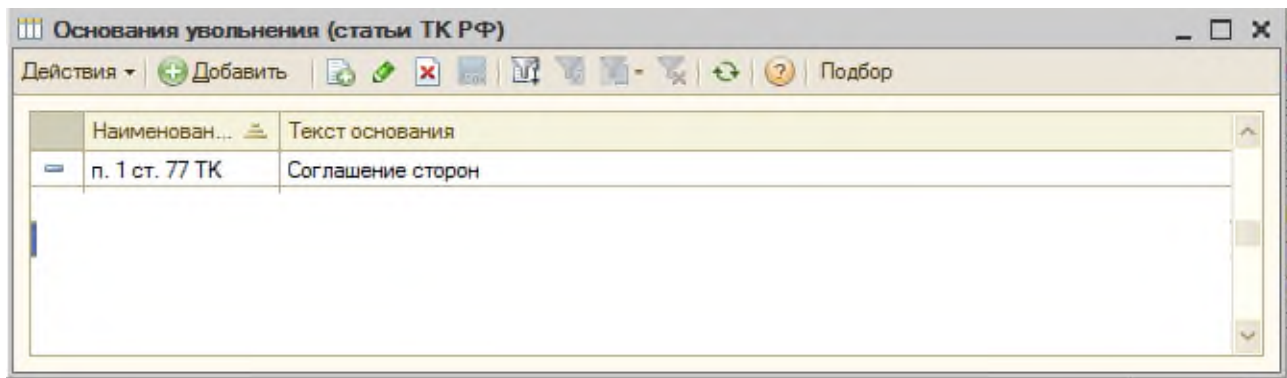 Основания увольнения (статьи ТК РФ)
Действия Добавить Подбор
Наименован... Текст основания
п. 1 ст. 77 ТК Соглашение сторон